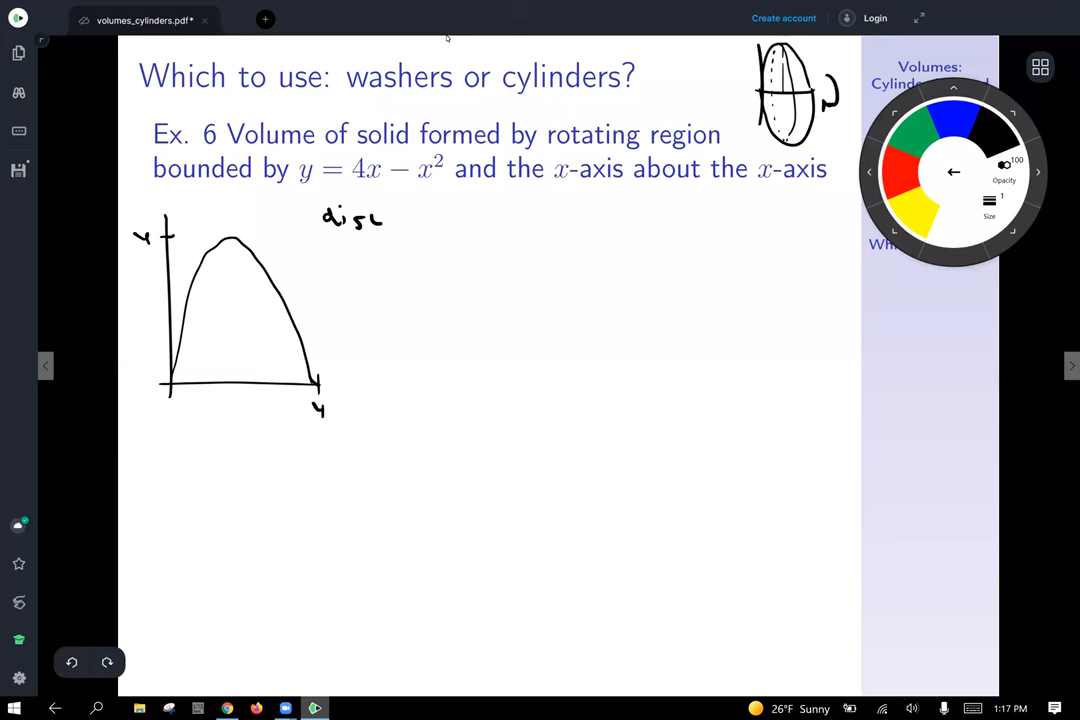 volumes_cylinders.pdf*
Create account
Login
Which to use: washers or cylinders?
Volumes:
Ex. 6 Volume of solid formed by rotating region
bounded by y = 4x − x² and the x-axis about the x-axis
100
Opacity
1
Size
disc
4
4
26°F Sunny
1:17 PM